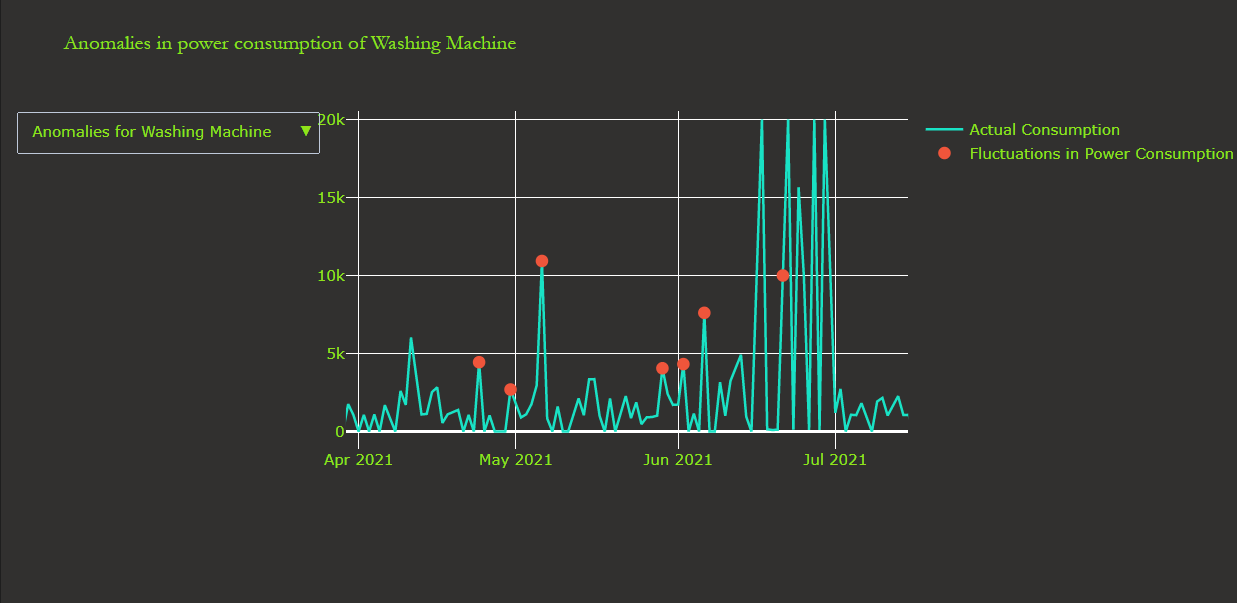 Anomalies in power consumption of Washing Machine
Anomalies for Washing Machine ▼
20k
15k
10k
5k
0
Apr 2021
May 2021
Jun 2021
Jul 2021
Actual Consumption
Fluctuations in Power Consumption